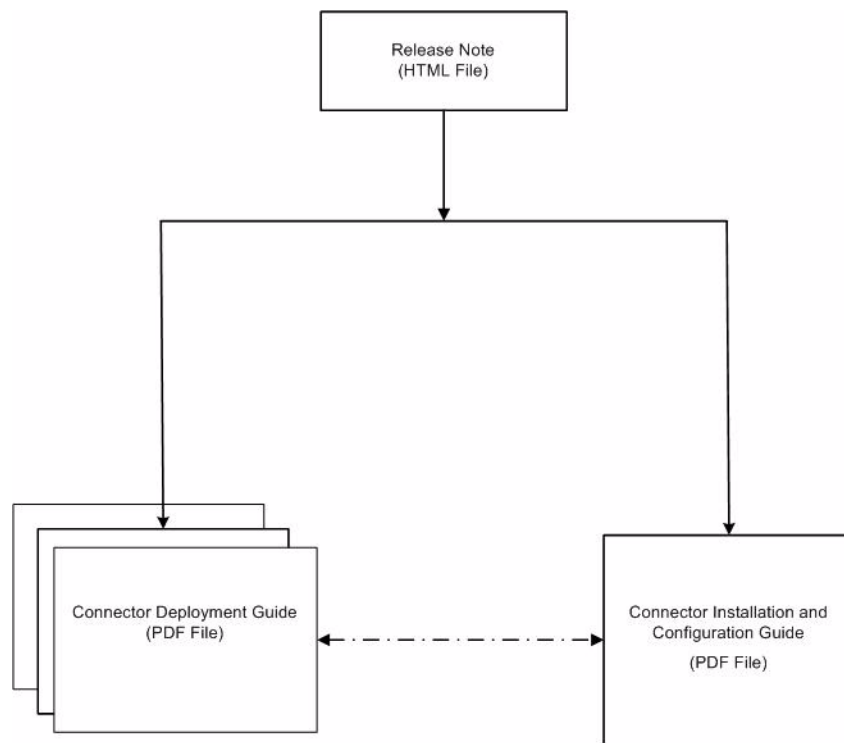 Release Note
(HTML File)
Connector Deployment Guide
(PDF File)
Connector Installation and
Configuration Guide
(PDF File)